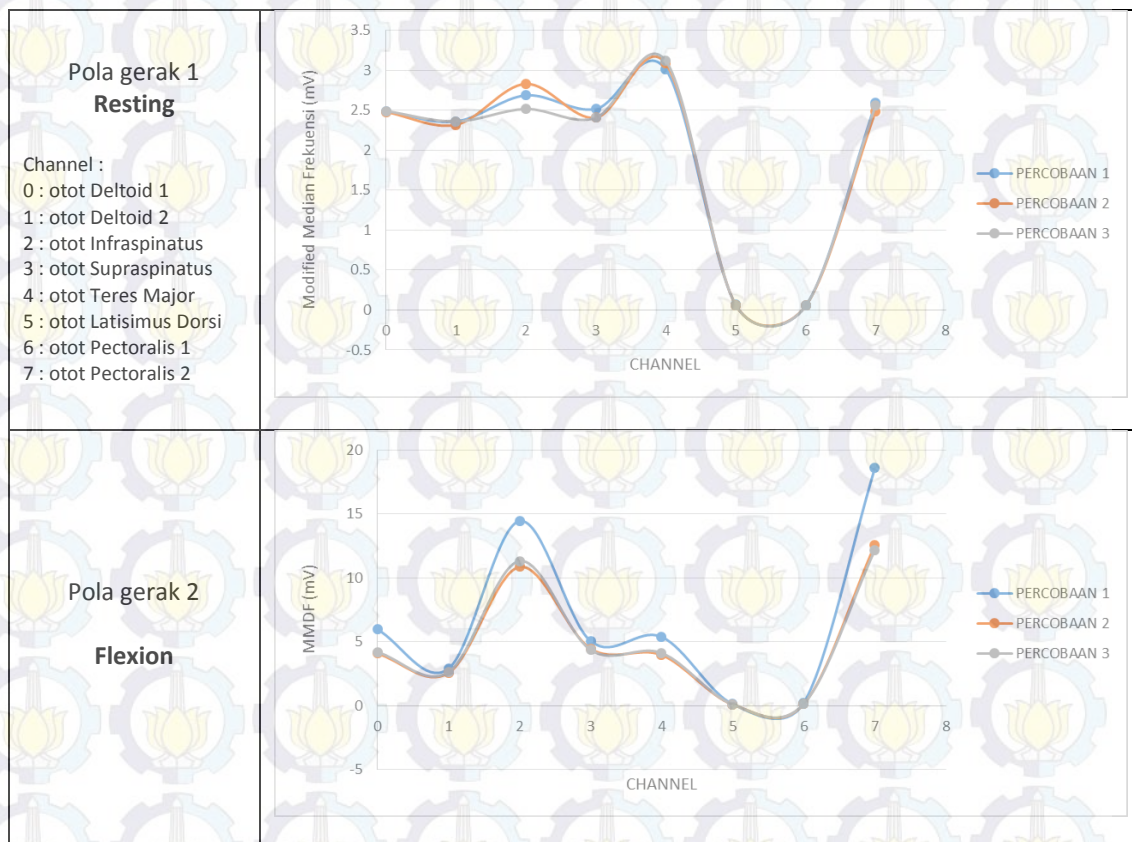 Pola gerak 1
Resting
Channel :
0 : otot Deltoid 1
1 : otot Deltoid 2
2 : otot Infraspinatus
3 : otot Supraspinatus
4 : otot Teres Major
5 : otot Latisimus Dorsi
6 : otot Pectoralis 1
7 : otot Pectoralis 2
Modified Median Frekuensi (mV)
3.5
3
2.5
2
1.5
1
0.5
0
-0.5
0 1 2 3 4 5 6 7 8
CHANNEL
PERCOBAAN 1
PERCOBAAN 2
PERCOBAAN 3
Pola gerak 2
Flexion
MMDF (mV)
20
15
10
5
0
-5
0 1 2 3 4 5 6 7 8
CHANNEL
PERCOBAAN 1
PERCOBAAN 2
PERCOBAAN 3